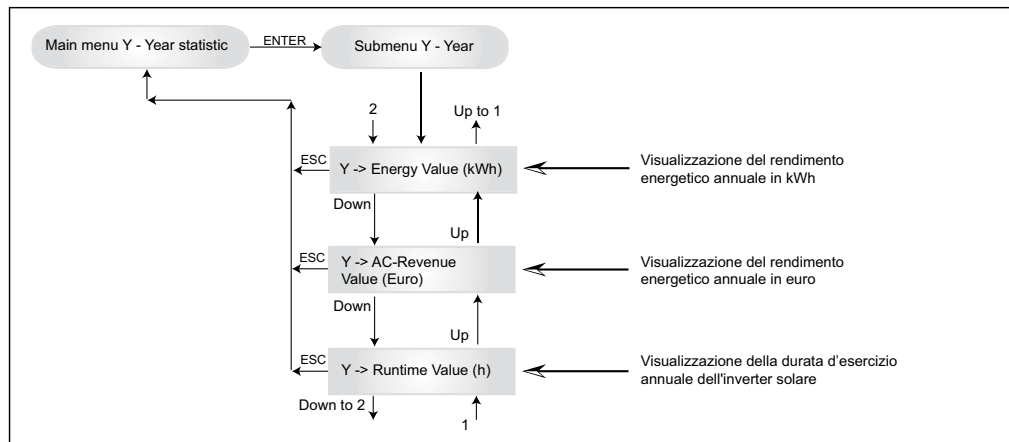 Main menu Y - Year statistic
ENTER
Submenu Y - Year
2
Up to 1
ESC
Y -> Energy Value (kWh)
Visualizzazione del rendimento
energetico annuale in kWh
Down
Up
ESC
Y -> AC-Revenue
Value (Euro)
Visualizzazione del rendimento
energetico annuale in euro
Down
Up
ESC
Y -> Runtime Value (h)
Visualizzazione della durata d'esercizio
annuale dell'inverter solare
Down to 2
1